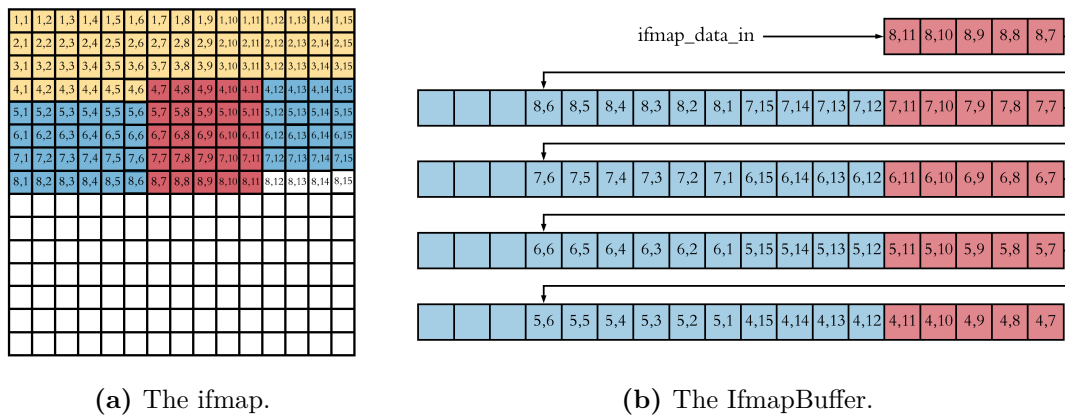 1,1 1,2 1,3 1,4 1,5 1,6 1,7 1,8 1,9 1,10 1,11 1,12 1,13 1,14 1,15
2,1 2,2 2,3 2,4 2,5 2,6 2,7 2,8 2,9 2,10 2,11 2,12 2,13 2,14 2,15
3,1 3,2 3,3 3,4 3,5 3,6 3,7 3,8 3,9 3,10 3,11 3,12 3,13 3,14 3,15
4,1 4,2 4,3 4,4 4,5 4,6 4,7 4,8 4,9 4,10 4,11 4,12 4,13 4,14 4,15
5,1 5,2 5,3 5,4 5,5 5,6 5,7 5,8 5,9 5,10 5,11 5,12 5,13 5,14 5,15
6,1 6,2 6,3 6,4 6,5 6,6 6,7 6,8 6,9 6,10 6,11 6,12 6,13 6,14 6,15
7,1 7,2 7,3 7,4 7,5 7,6 7,7 7,8 7,9 7,10 7,11 7,12 7,13 7,14 7,15
8,1 8,2 8,3 8,4 8,5 8,6 8,7 8,8 8,9 8,10 8,11 8,12 8,13 8,14 8,15
(a) The ifmap.
ifmap_data_in 8,11 8,10 8,9 8,8 8,7
8,6 8,5 8,4 8,3 8,2 8,1 7,15 7,14 7,13 7,12 7,11 7,10 7,9 7,8 7,7
7,6 7,5 7,4 7,3 7,2 7,1 6,15 6,14 6,13 6,12 6,11 6,10 6,9 6,8 6,7
6,6 6,5 6,4 6,3 6,2 6,1 5,15 5,14 5,13 5,12 5,11 5,10 5,9 5,8 5,7
5,6 5,5 5,4 5,3 5,2 5,1 4,15 4,14 4,13 4,12 4,11 4,10 4,9 4,8 4,7
(b) The IfmapBuffer.